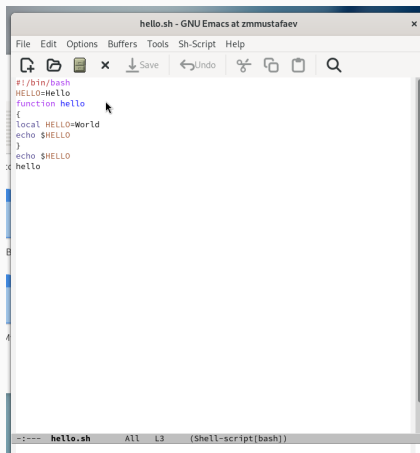 hello.sh - GNU Emacs at zmmustafaev
File Edit Options Buffers Tools Sh-Script Help
Save Undo
#!/bin/bash
HELLO=Hello
function hello
{
local HELLO=World
echo $HELLO
}
echo $HELLO
hello
-:--- hello.sh All L3 (Shell-script[bash])